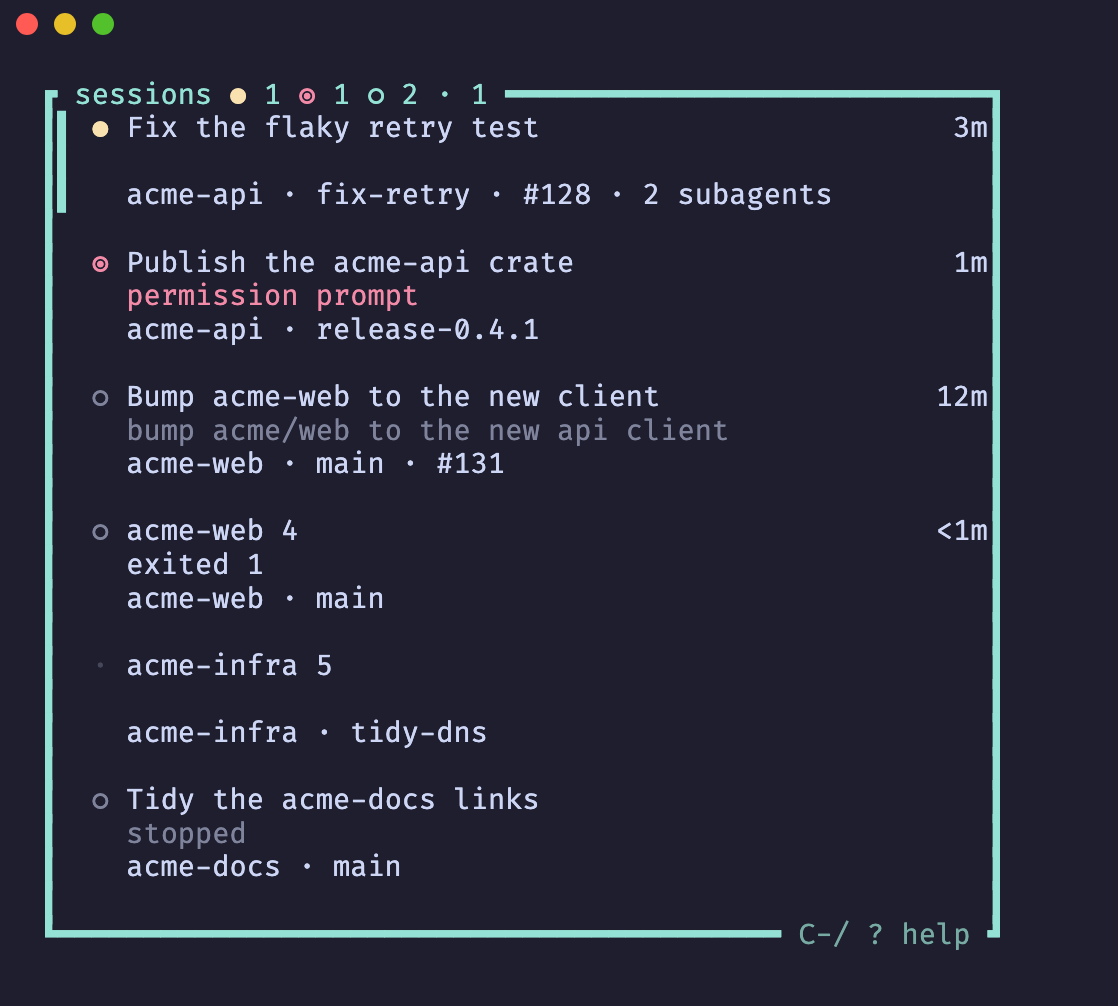 sessions ● 1 ◉ 1 ○ 2 · 1
● Fix the flaky retry test 3m
acme-api · fix-retry · #128 · 2 subagents
◉ Publish the acme-api crate 1m
permission prompt
acme-api · release-0.4.1
○ Bump acme-web to the new client 12m
bump acme/web to the new api client
acme-web · main · #131
○ acme-web 4 <1m
exited 1
acme-web · main
· acme-infra 5
acme-infra · tidy-dns
○ Tidy the acme-docs links
stopped
acme-docs · main
C-/ ? help